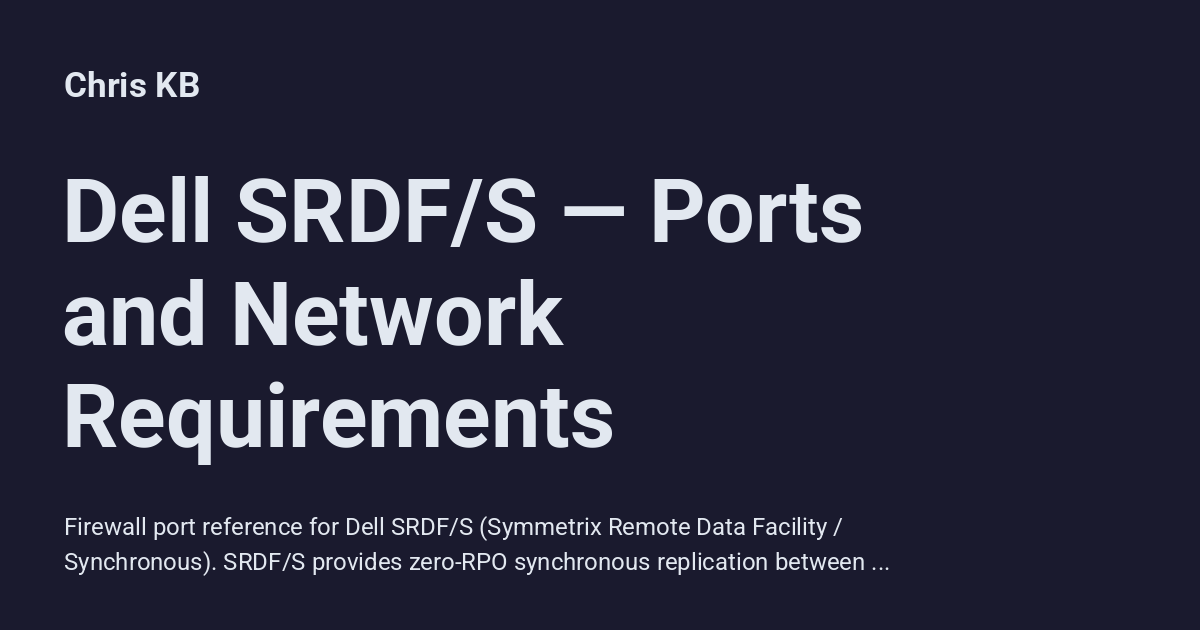 Chris KB
Dell SRDF/S — Ports
and Network
Requirements
Firewall port reference for Dell SRDF/S (Symmetrix Remote Data Facility /
Synchronous). SRDF/S provides zero-RPO synchronous replication between ...